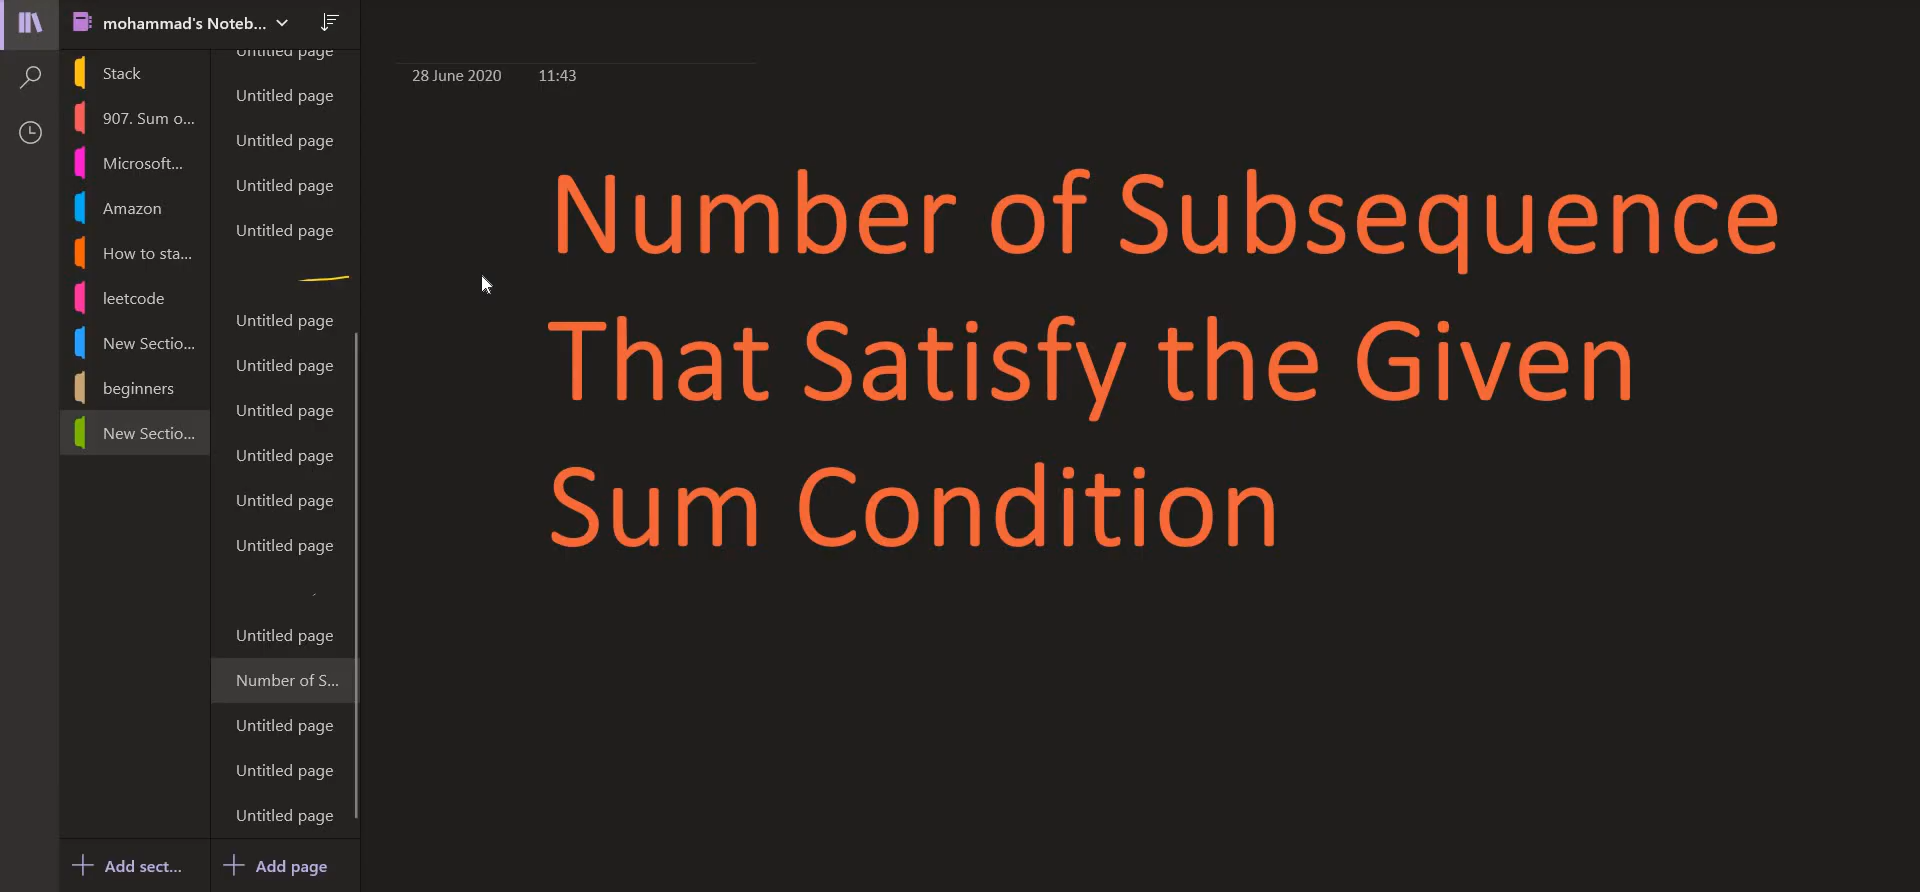 mohammad's Noteb...
Stack
907. Sum o...
Microsoft...
Amazon
How to sta...
leetcode
New Sectio...
beginners
New Sectio...
Add sect...
Untitled page
Untitled page
Untitled page
Untitled page
Untitled page
Untitled page
Untitled page
Untitled page
Untitled page
Untitled page
Untitled page
Untitled page
Number of S...
Untitled page
Untitled page
Untitled page
Add page
28 June 2020 11:43
Number of Subsequence
That Satisfy the Given
Sum Condition